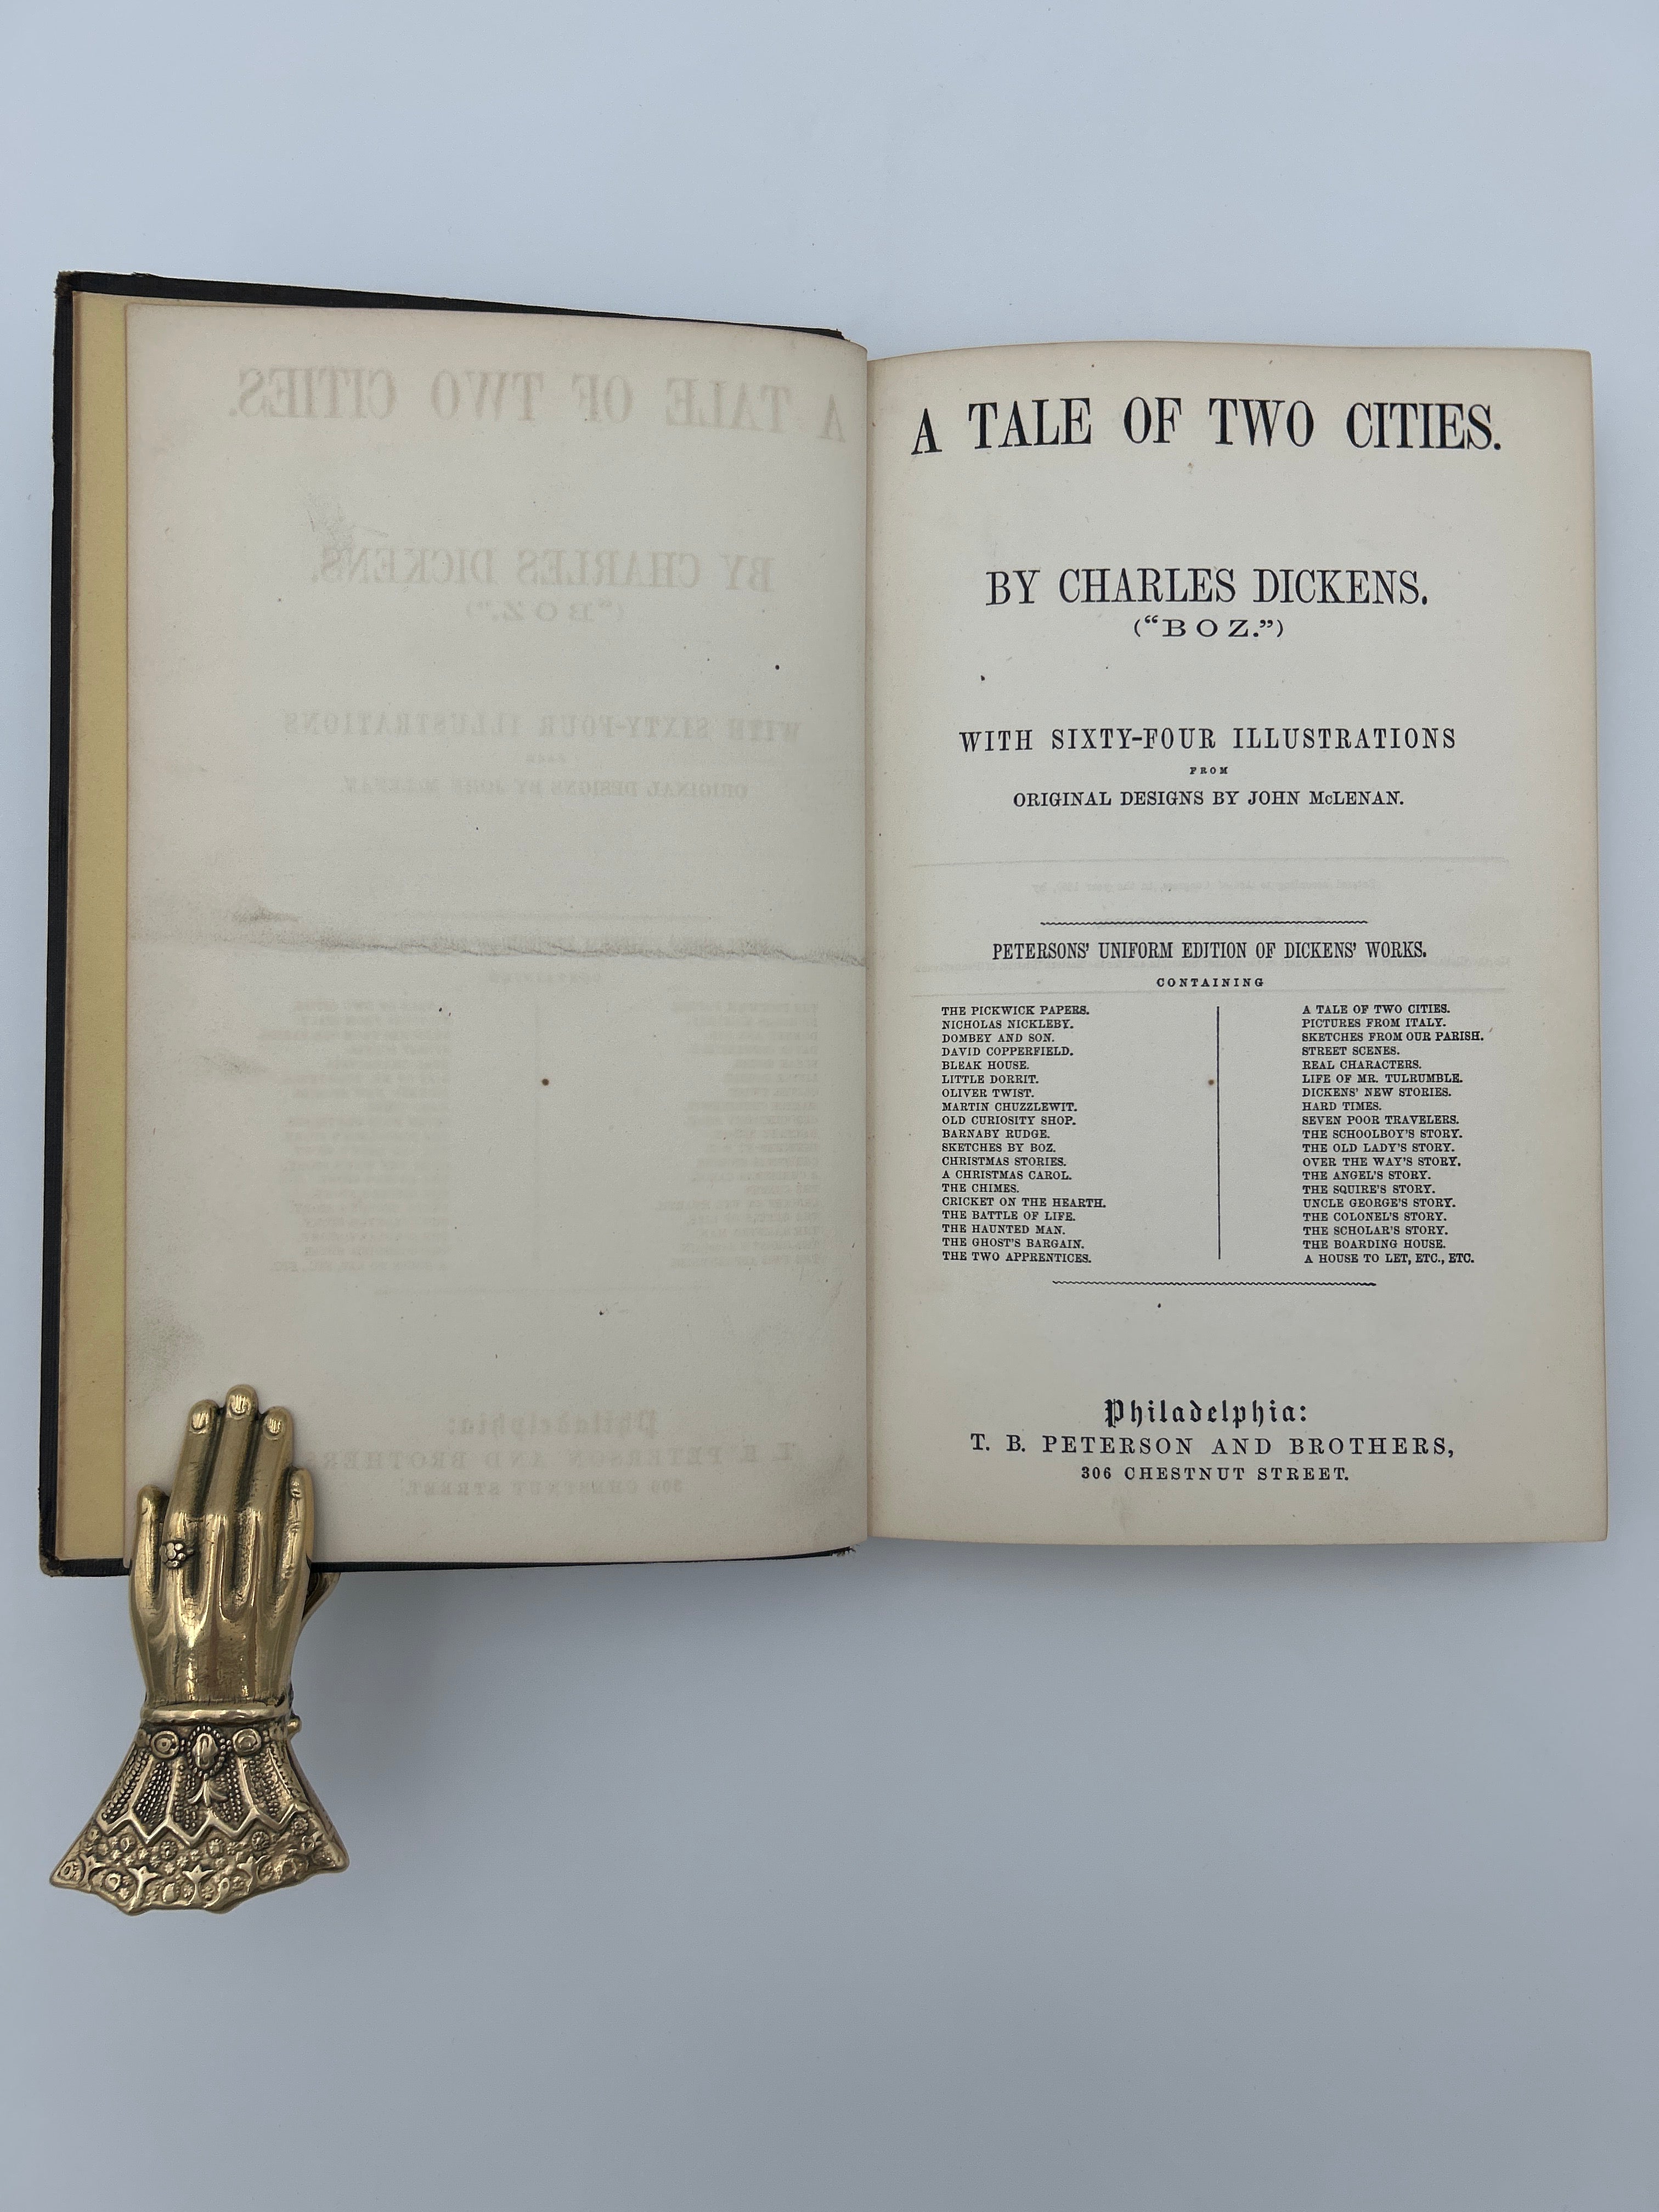 A TALE OF TWO CITIES.
BY CHARLES DICKENS.
("BOZ.")
WITH SIXTY-FOUR ILLUSTRATIONS
FROM
ORIGINAL DESIGNS BY JOHN McLENAN.
PETERSONS' UNIFORM EDITION OF DICKENS' WORKS.
CONTAINING
THE PICKWICK PAPERS.
NICHOLAS NICKLEBY.
DOMBEY AND SON.
DAVID COPPERFIELD.
BLEAK HOUSE.
LITTLE DORRIT.
OLIVER TWIST.
MARTIN CHUZZLEWIT.
OLD CURIOSITY SHOP.
BARNABY RUDGE.
SKETCHES BY BOZ.
CHRISTMAS STORIES.
A CHRISTMAS CAROL.
THE CHIMES.
CRICKET ON THE HEARTH.
THE BATTLE OF LIFE.
THE HAUNTED MAN.
THE GHOST'S BARGAIN.
THE TWO APPRENTICES.
A TALE OF TWO CITIES.
PICTURES FROM ITALY.
SKETCHES FROM OUR PARISH.
STREET SCENES.
REAL CHARACTERS.
LIFE OF MR. TULRUMBLE.
DICKENS' NEW STORIES.
HARD TIMES.
SEVEN POOR TRAVELERS.
THE SCHOOLBOY'S STORY.
THE OLD LADY'S STORY.
OVER THE WAY'S STORY.
THE ANGEL'S STORY.
THE SQUIRE'S STORY.
UNCLE GEORGE'S STORY.
THE COLONEL'S STORY.
THE SCHOLAR'S STORY.
THE BOARDING HOUSE.
A HOUSE TO LET, ETC., ETC.
Philadelphia:
T. B. PETERSON AND BROTHERS,
306 CHESTNUT STREET.